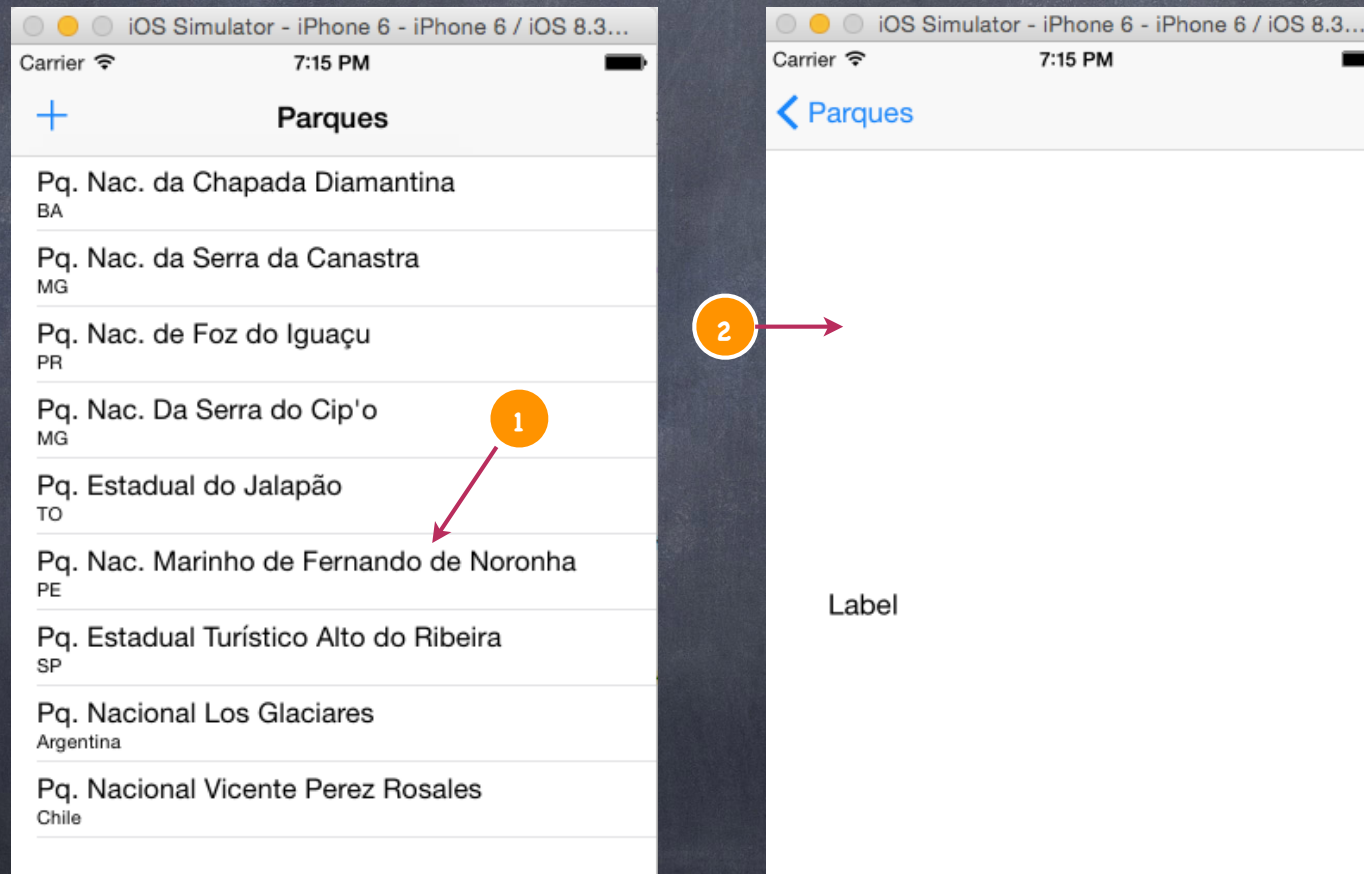 iOS Simulator - iPhone 6 - iPhone 6 / iOS 8.3...
Carrier
7:15 PM
Parques
Pq. Nac. da Chapada Diamantina
BA
Pq. Nac. da Serra da Canastra
MG
Pq. Nac. de Foz do Iguaçu
PR
Pq. Nac. Da Serra do Cip'o
MG
1
Pq. Estadual do Jalapão
TO
Pq. Nac. Marinho de Fernando de Noronha
PE
Pq. Estadual Turístico Alto do Ribeira
SP
Pq. Nacional Los Glaciares
Argentina
Pq. Nacional Vicente Perez Rosales
Chile
iOS Simulator - iPhone 6 - iPhone 6 / iOS 8.3...
Carrier
7:15 PM
Parques
2
Label